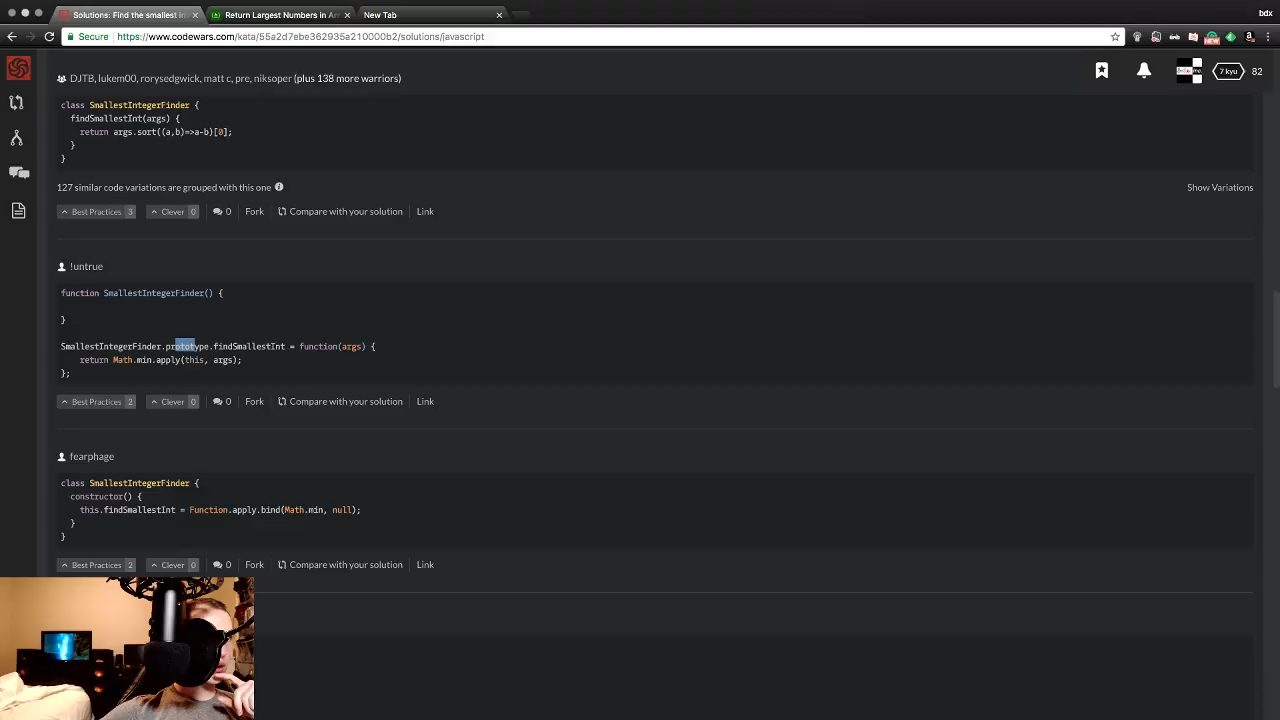 Solutions: Find the smallest in
Return Largest Numbers in Ar
New Tab
bdx
Secure
https://www.codewars.com/kata/55a2d7ebe362935a210000b2/solutions/javascript
DJTB, lukem00, rorysedgwick, matt c, pre, niksoper (plus 138 more warriors)
7 kyu
82
class SmallestIntegerFinder {
findSmallestInt(args) {
return args.sort((a,b)=>a-b)[0];
}
}
127 similar code variations are grouped with this one
Show Variations
Best Practices 3 Clever 0 0 Fork Compare with your solution Link
!untrue
function SmallestIntegerFinder() {
}
SmallestIntegerFinder.prototype.findSmallestInt = function(args) {
return Math.min.apply(this, args);
};
Best Practices 2 Clever 0 0 Fork Compare with your solution Link
fearphage
class SmallestIntegerFinder {
constructor() {
this.findSmallestInt = Function.apply.bind(Math.min, null);
}
}
Best Practices 2 Clever 0 0 Fork Compare with your solution Link